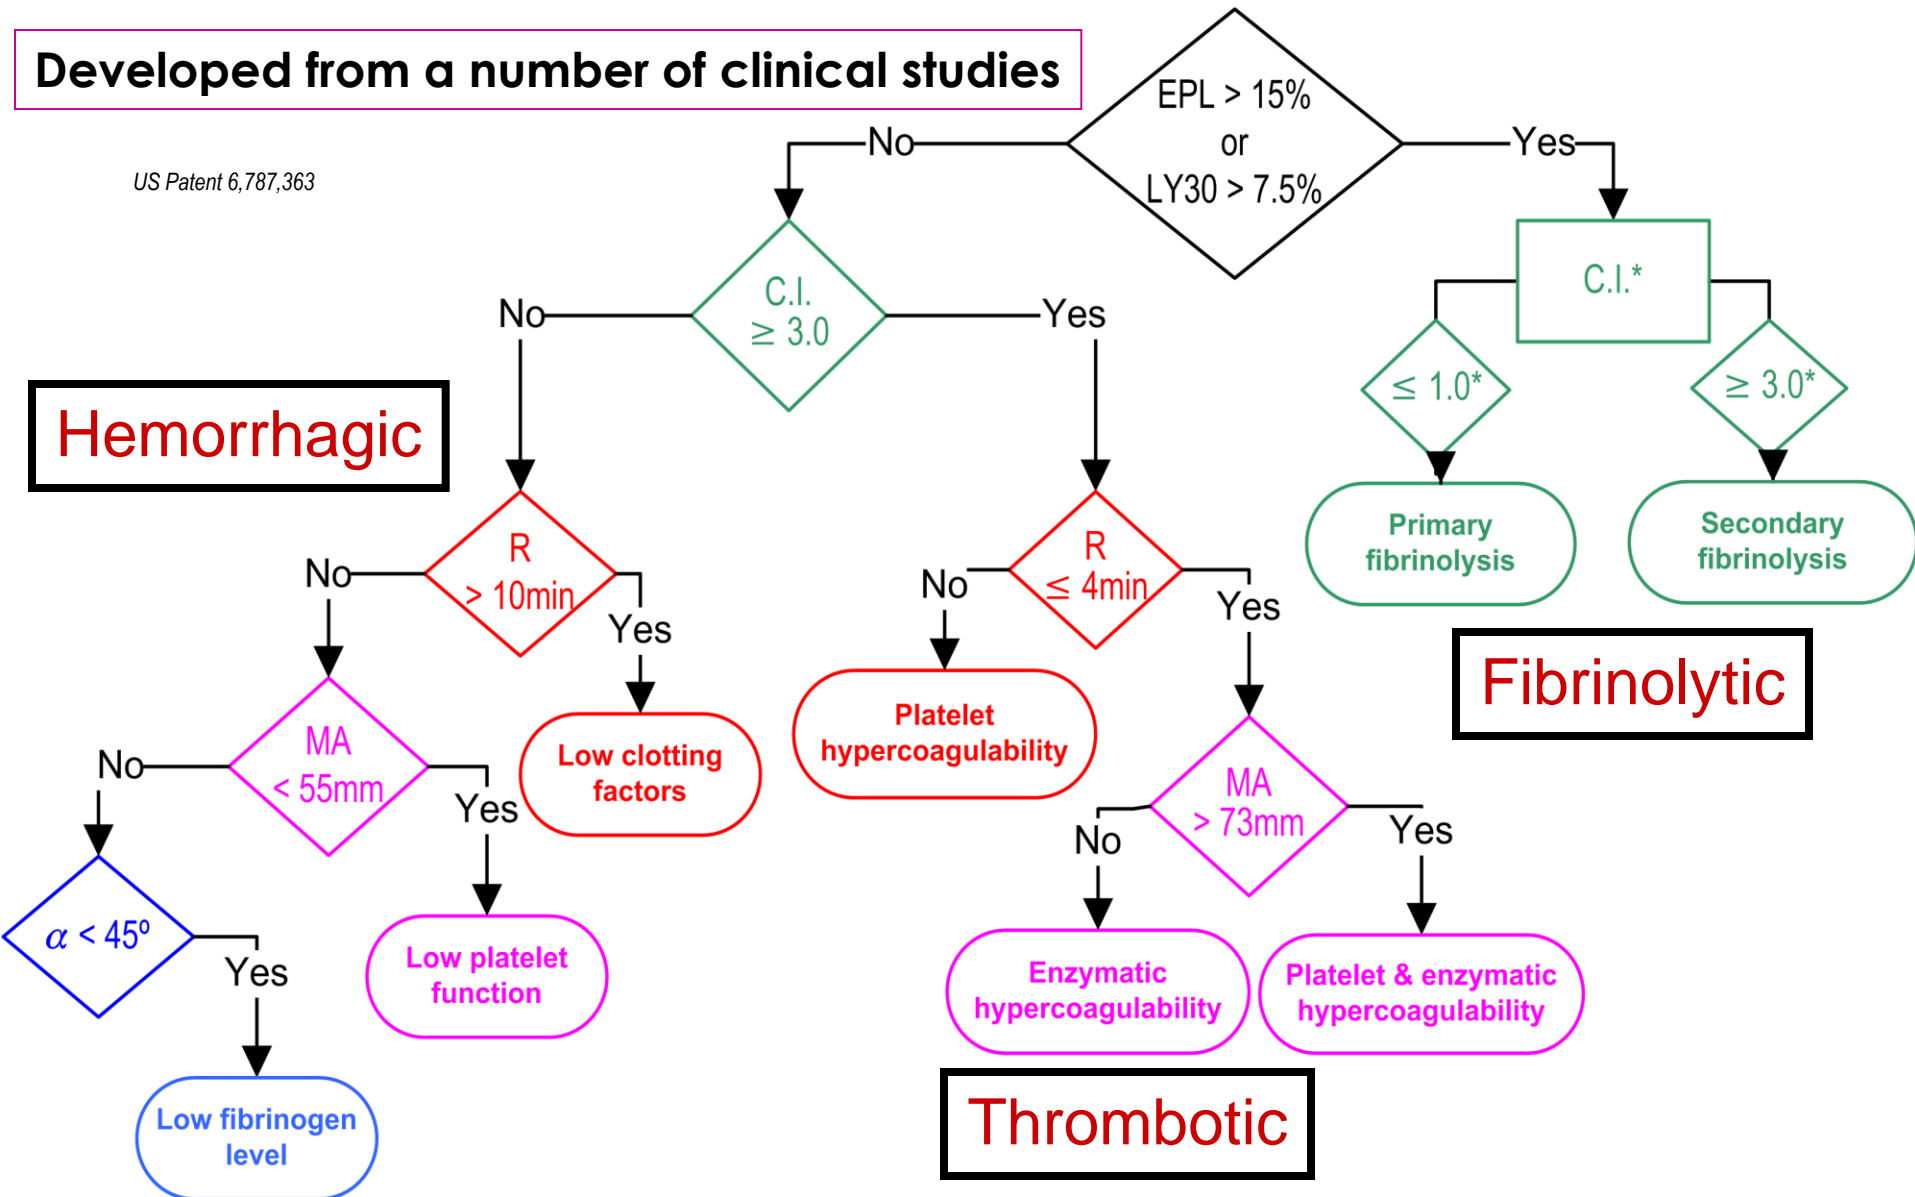 Developed from a number of clinical studies
US Patent 6,787,363
EPL > 15%
or
LY30 > 7.5%
No
Yes
C.I.
≥ 3.0
C.I.*
No
Yes
≤ 1.0*
≥ 3.0*
Hemorrhagic
Primary
fibrinolysis
Secondary
fibrinolysis
R
> 10min
R
≤ 4min
No
Yes
No
Yes
Fibrinolytic
MA
< 55mm
Low clotting
factors
Platelet
hypercoagulability
MA
> 73mm
No
Yes
No
Yes
α < 45º
Yes
Low platelet
function
Enzymatic
hypercoagulability
Platelet & enzymatic
hypercoagulability
Low fibrinogen
level
Thrombotic